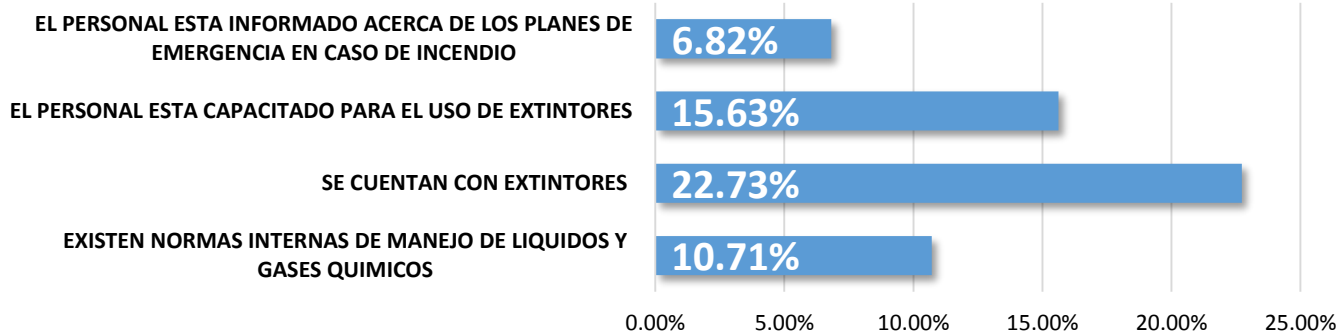 EL PERSONAL ESTA INFORMADO ACERCA DE LOS PLANES DE
EMERGENCIA EN CASO DE INCENDIO
6.82%
EL PERSONAL ESTA CAPACITADO PARA EL USO DE EXTINTORES
15.63%
SE CUENTAN CON EXTINTORES
22.73%
EXISTEN NORMAS INTERNAS DE MANEJO DE LIQUIDOS Y
GASES QUIMICOS
10.71%
0.00% 5.00% 10.00% 15.00% 20.00% 25.00%